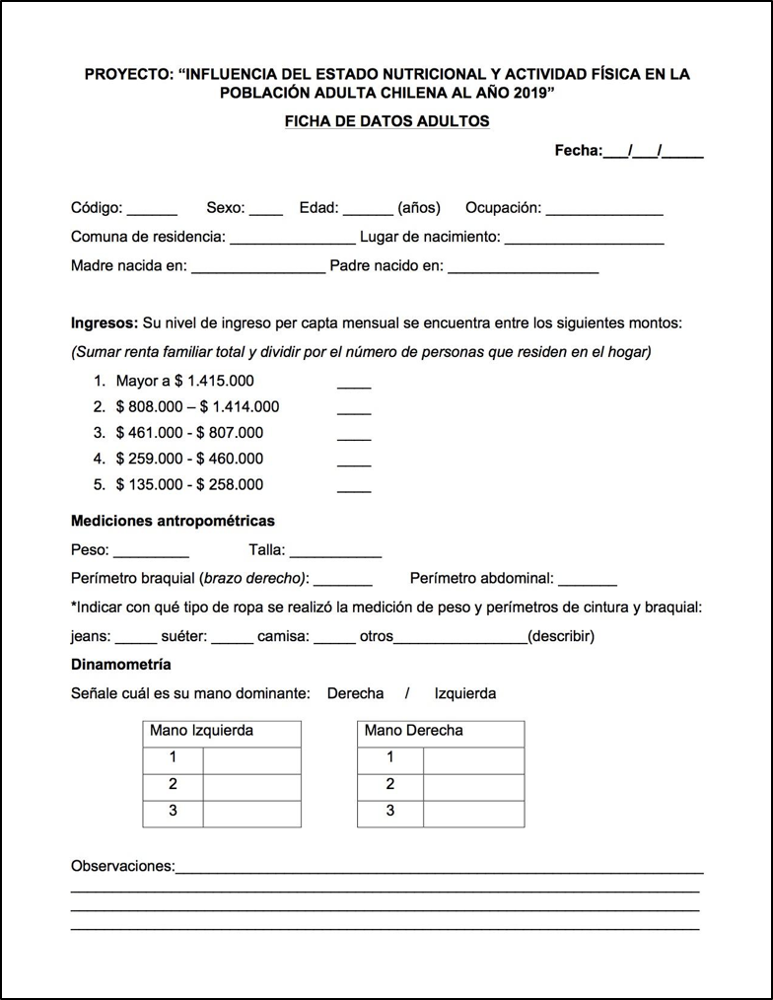 PROYECTO: “INFLUENCIA DEL ESTADO NUTRICIONAL Y ACTIVIDAD FÍSICA EN LA
POBLACIÓN ADULTA CHILENA AL AÑO 2019”
FICHA DE DATOS ADULTOS
Fecha:___/___/_____
Código: ______ Sexo: ____ Edad: ______ (años) Ocupación: ______________
Comuna de residencia: _______________ Lugar de nacimiento: ___________________
Madre nacida en: ________________ Padre nacido en: __________________
Ingresos: Su nivel de ingreso per capta mensual se encuentra entre los siguientes montos:
(Sumar renta familiar total y dividir por el número de personas que residen en el hogar)
1. Mayor a $ 1.415.000 ____
2. $ 808.000 – $ 1.414.000 ____
3. $ 461.000 - $ 807.000 ____
4. $ 259.000 - $ 460.000 ____
5. $ 135.000 - $ 258.000 ____
Mediciones antropométricas
Peso: _________ Talla: ___________
Perímetro braquial (brazo derecho): _______ Perímetro abdominal: _______
*Indicar con qué tipo de ropa se realizó la medición de peso y perímetros de cintura y braquial:
jeans: _____ suéter: _____ camisa: _____ otros________________(describir)
Dinamometría
Señale cuál es su mano dominante: Derecha / Izquierda
Mano Izquierda Mano Derecha
1 1
2 2
3 3
Observaciones:_______________________________________________________________